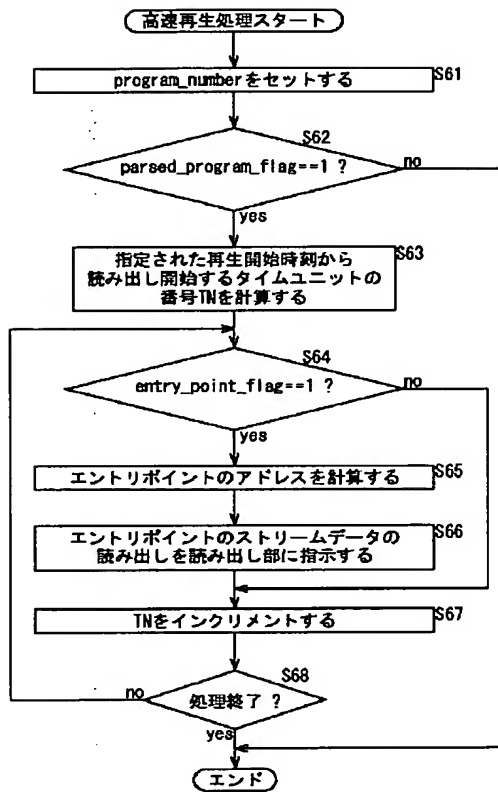 高速再生処理スタート
S61
program_numberをセットする
S62
parsed_program_flag==1 ?
no
yes
S63
指定された再生開始時刻から
読み出し開始するタイムユニットの
番号TNを計算する
S64
entry_point_flag==1 ?
no
yes
S65
エントリポイントのアドレスを計算する
S66
エントリポイントのストリームデータの
読み出しを読み出し部に指示する
S67
TNをインクリメントする
S68
no
処理終了 ?
yes
エンド